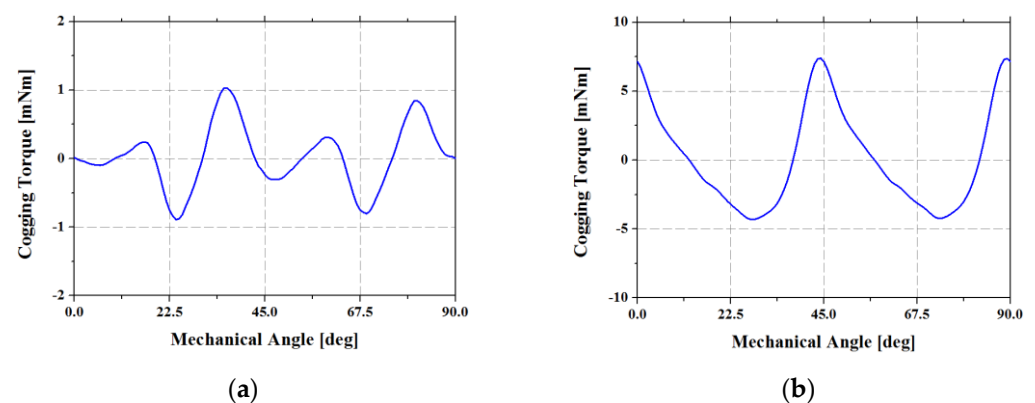 2
1
0
-1
-2
Cogging Torque [mNm]
0.0 22.5 45.0 67.5 90.0
Mechanical Angle [deg]
(a)
10
5
0
-5
-10
Cogging Torque [mNm]
0.0 22.5 45.0 67.5 90.0
Mechanical Angle [deg]
(b)